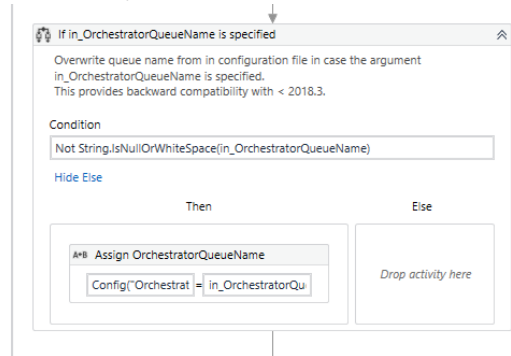 If in_OrchestratorQueueName is specified
Overwrite queue name from in configuration file in case the argument
in_OrchestratorQueueName is specified.
This provides backward compatibility with < 2018.3.
Condition
Not String.IsNullOrWhiteSpace(in_OrchestratorQueueName)
Hide Else
Then
Else
A*B Assign OrchestratorQueueName
Config("Orchestrat = in_OrchestratorQu
Drop activity here